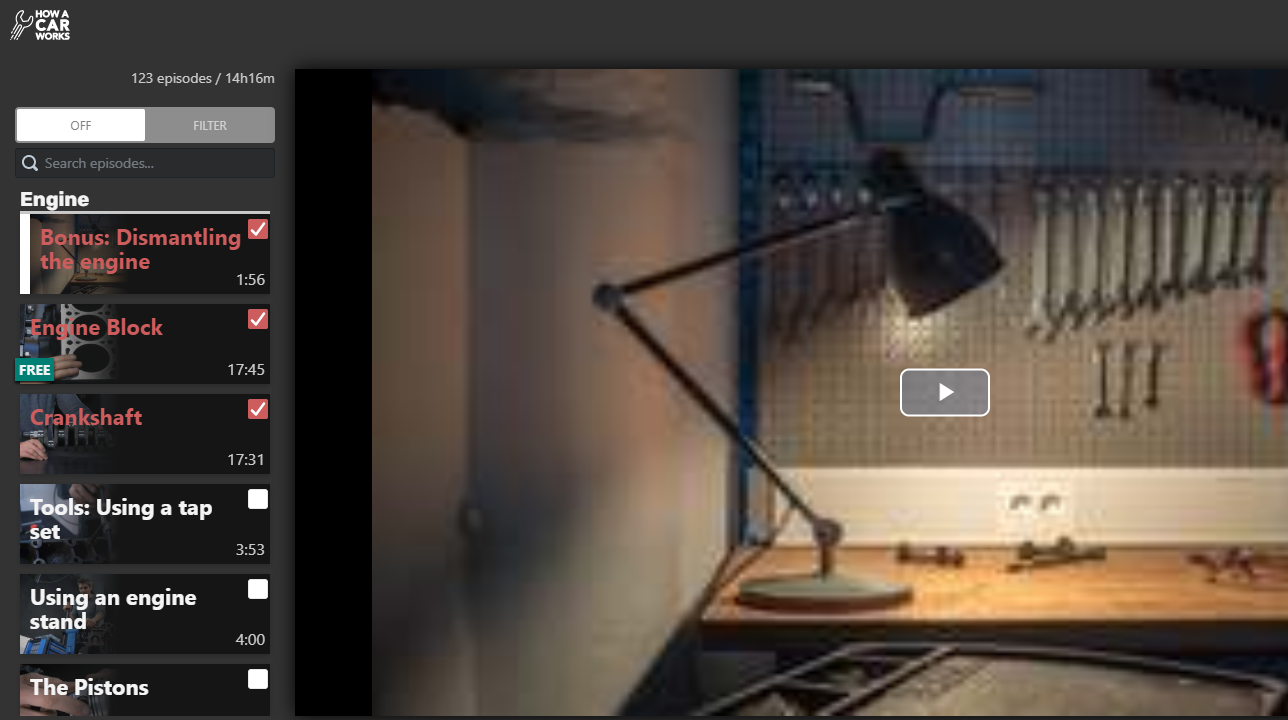 HOW A
CAR
WORKS
123 episodes / 14h16m
OFF
FILTER
Search episodes...
Engine
Bonus: Dismantling
the engine
1:56
Engine Block
FREE
17:45
Crankshaft
17:31
Tools: Using a tap
set
3:53
Using an engine
stand
4:00
The Pistons